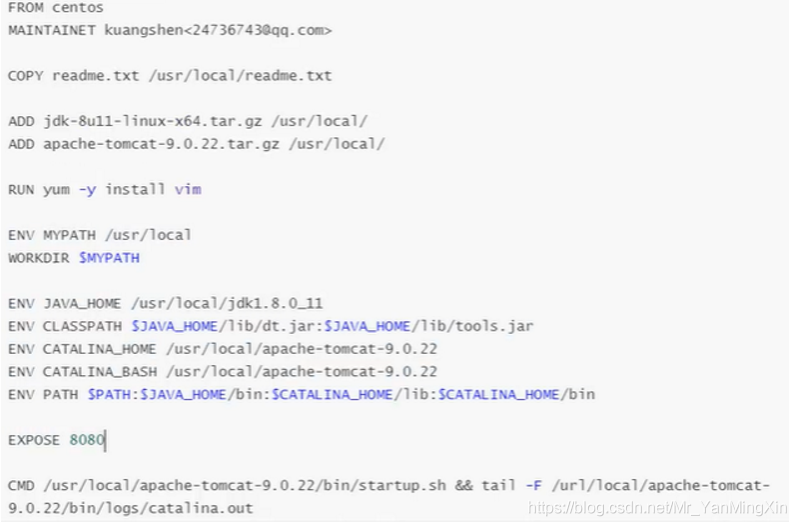 FROM centos
MAINTAINET kuangshen<24736743@qq.com>
COPY readme.txt /usr/local/readme.txt
ADD jdk-8u11-linux-x64.tar.gz /usr/local/
ADD apache-tomcat-9.0.22.tar.gz /usr/local/
RUN yum -y install vim
ENV MYPATH /usr/local
WORKDIR $MYPATH
ENV JAVA_HOME /usr/local/jdk1.8.0_11
ENV CLASSPATH $JAVA_HOME/lib/dt.jar:$JAVA_HOME/lib/tools.jar
ENV CATALINA_HOME /usr/local/apache-tomcat-9.0.22
ENV CATALINA_BASH /usr/local/apache-tomcat-9.0.22
ENV PATH $PATH:$JAVA_HOME/bin:$CATALINA_HOME/lib:$CATALINA_HOME/bin
EXPOSE 8080
CMD /usr/local/apache-tomcat-9.0.22/bin/startup.sh && tail -F /url/local/apache-tomcat-
9.0.22/bin/logs/catalina.out
https://blog.csdn.net/Mr_YanMingXin